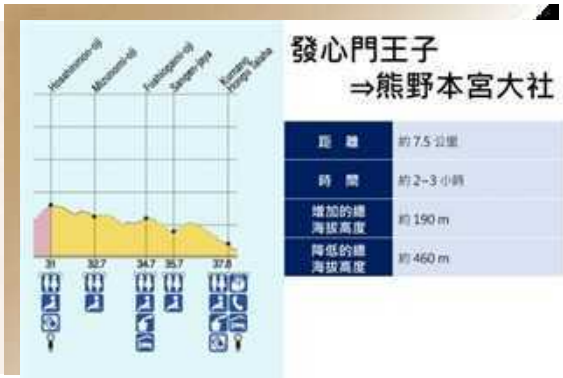 Hosshinmon-oji
Mizunomi-oji
Fushiogami-oji
Sangen-jaya
Kumano
Hongu Taisha
31
32.7
34.7
35.7
37.8
發心門王子
⇒熊野本宮大社
距 離
約 7.5 公里
時 間
約 2~3 小時
增加的總
海拔高度
約 190 m
降低的總
海拔高度
約 460 m